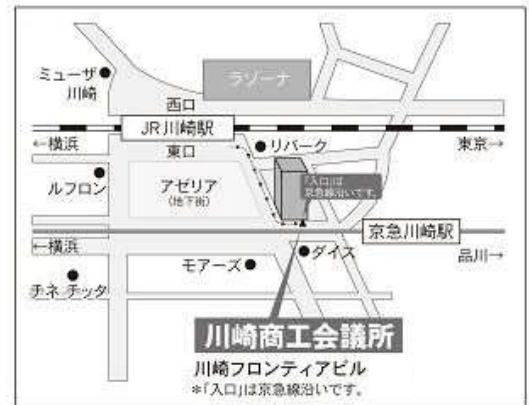 ミューザ
川崎
ラゾーナ
西口
JR川崎駅
←横浜
東京→
東口
リバーク
ルフロン
アゼリア
(地下街)
「入口」は
京急線沿いです。
京急川崎駅
←横浜
品川→
モアーズ
ダイス
チネ チッタ
川崎商工会議所
川崎フロンティアビル
*「入口」は京急線沿いです。